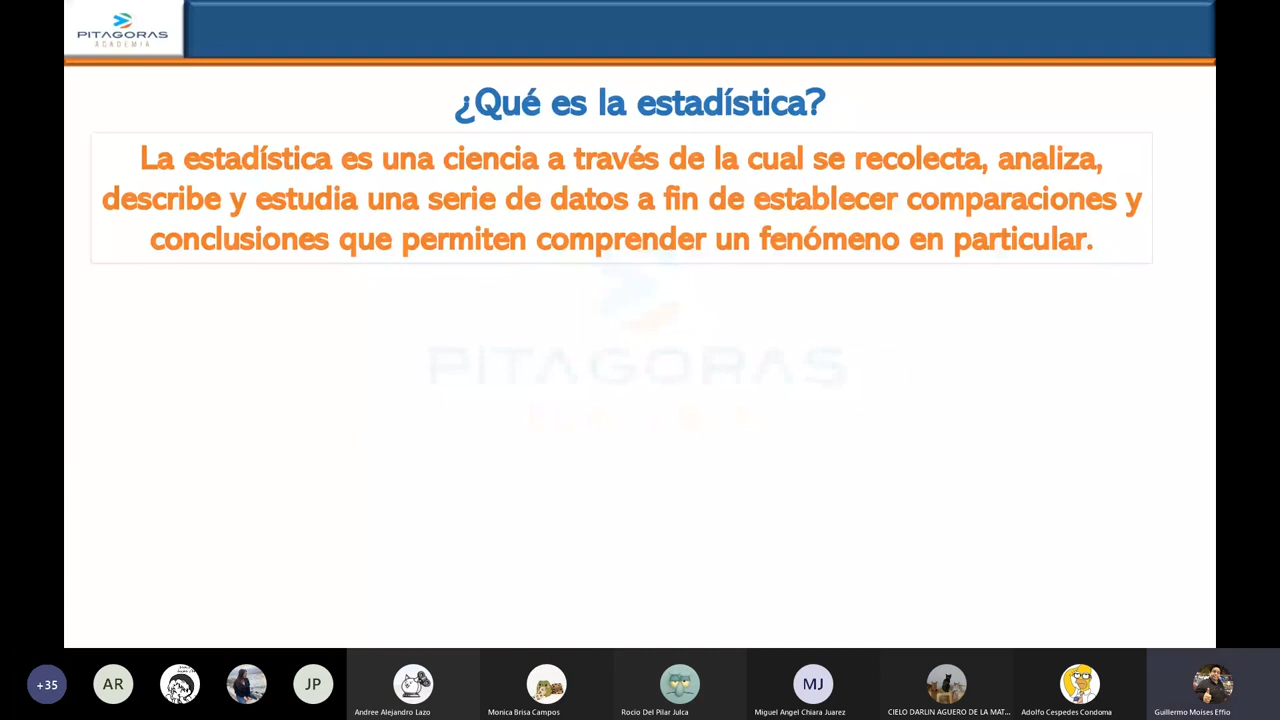 PITAGORAS
ACADEMIA
¿Qué es la estadística?
La estadística es una ciencia a través de la cual se recolecta, analiza,
describe y estudia una serie de datos a fin de establecer comparaciones y
conclusiones que permiten comprender un fenómeno en particular.
PITAGORAS
+35
AR
JP
MJ
Andree Alejandro Lazo
Monica Brisa Campos
Rocio Del Pilar Julca
Miguel Angel Chiara Juarez
CIELO DARLIN AGUERO DE LA MAT...
Adolfo Cespedes Condoma
Guillermo Moises Effio